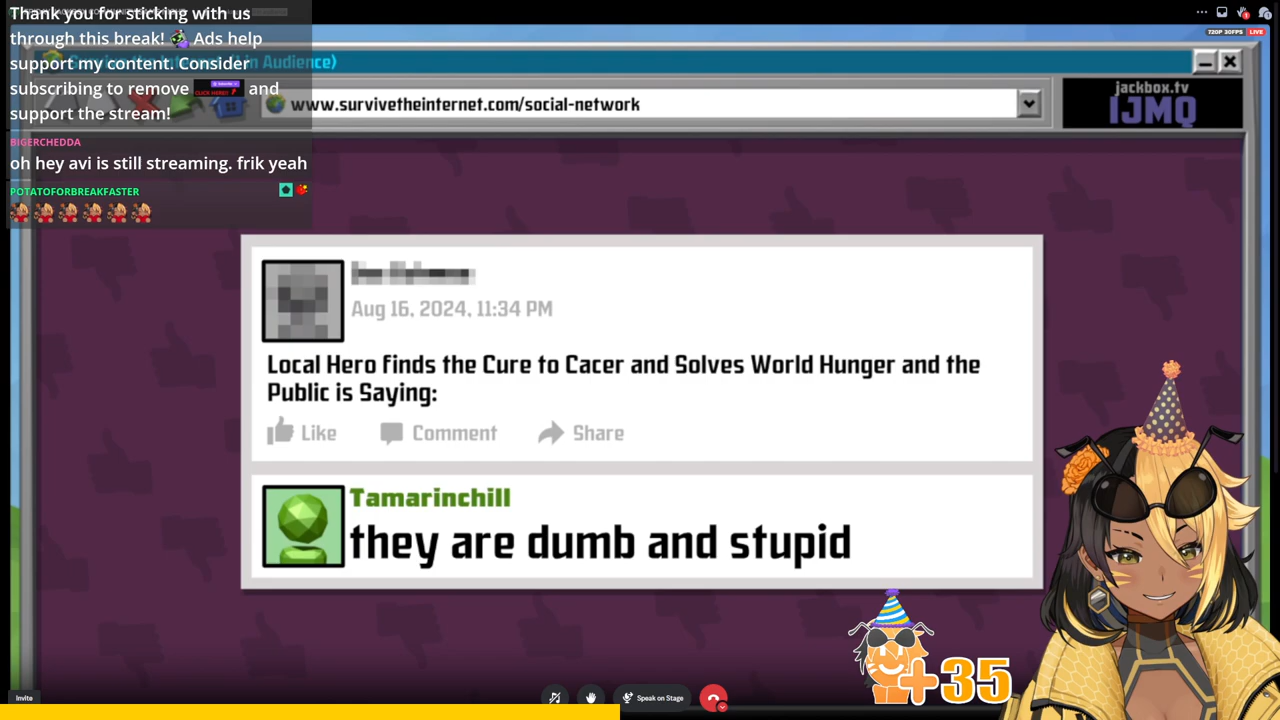 Thank you for sticking with us
through this break! Ads help
support my content. Consider
subscribing to remove and
support the stream!
BIGERCHEDDA
oh hey avi is still streaming. frik yeah
POTATOFORBREAKFASTER
in Audience)
www.survivetheinternet.com/social-network
jackbox.tv
IJMQ
720P 30FPS LIVE
Aug 16, 2024, 11:34 PM
Local Hero finds the Cure to Cacer and Solves World Hunger and the
Public is Saying:
Like Comment Share
Tamarinchill
they are dumb and stupid
+35
Invite
Speak on Stage